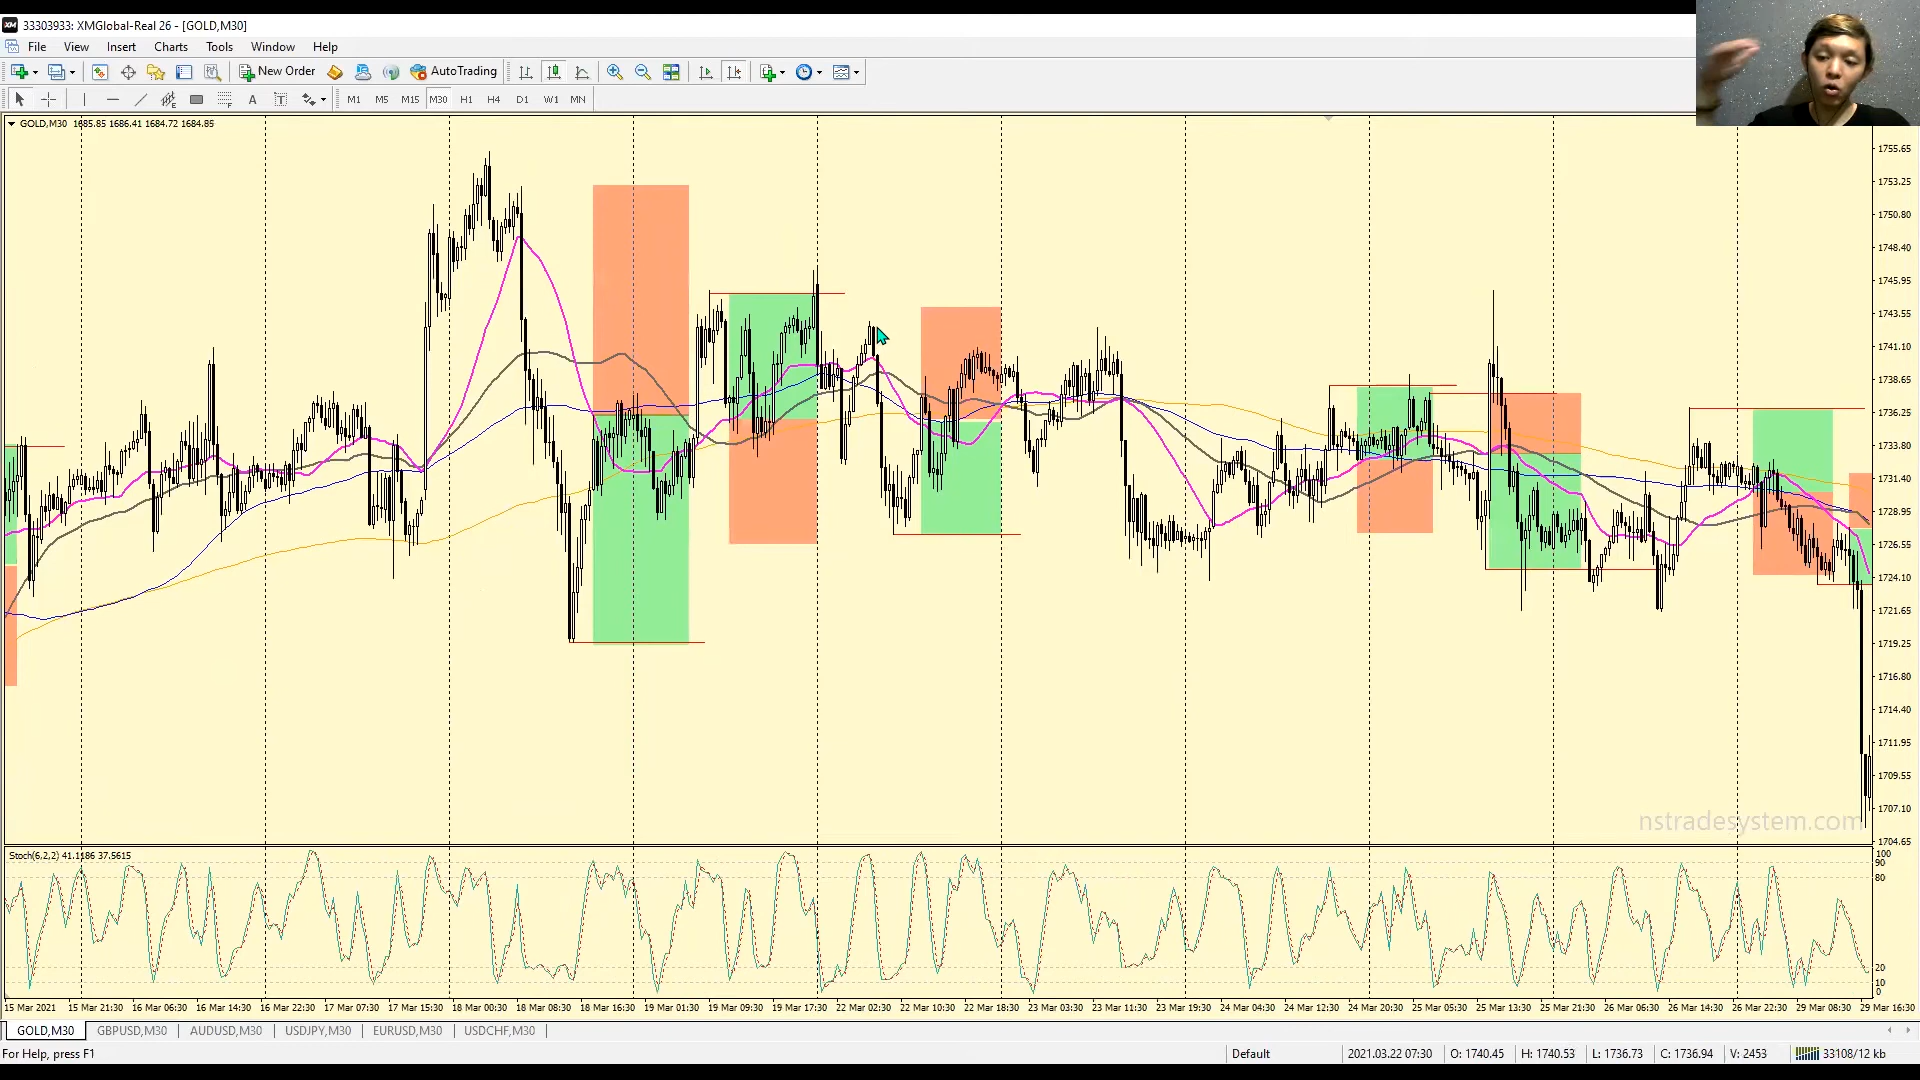 33303933: XMGlobal-Real 26 - [GOLD,M30]
File View Insert Charts Tools Window Help
New Order AutoTrading
A T M1 M5 M15 M30 H1 H4 D1 W1 MN
GOLD,M30 1685.85 1686.41 1684.72 1684.85
1755.65
1753.25
1750.80
1748.40
1745.95
1743.55
1741.10
1738.65
1736.25
1733.80
1731.40
1728.95
1726.55
1724.10
1721.65
1719.25
1716.80
1714.40
1711.95
1709.55
1707.10
1704.65
nstradesystem.com
Stoch(6,2,2) 41.1186 37.5615
100
90
80
20
10
0
15 Mar 2021 15 Mar 21:30 16 Mar 06:30 16 Mar 14:30 16 Mar 22:30 17 Mar 07:30 17 Mar 15:30 18 Mar 00:30 18 Mar 08:30 18 Mar 16:30 19 Mar 01:30 19 Mar 09:30 19 Mar 17:30 22 Mar 02:30 22 Mar 10:30 22 Mar 18:30 23 Mar 03:30 23 Mar 11:30 23 Mar 19:30 24 Mar 04:30 24 Mar 12:30 24 Mar 20:30 25 Mar 05:30 25 Mar 13:30 25 Mar 21:30 26 Mar 06:30 26 Mar 14:30 26 Mar 22:30 29 Mar 08:30 29 Mar 16:30
GOLD,M30 GBPUSD,M30 AUDUSD,M30 USDJPY,M30 EURUSD,M30 USDCHF,M30
For Help, press F1 Default 2021.03.22 07:30 O: 1740.45 H: 1740.53 L: 1736.73 C: 1736.94 V: 2453 33108/12 kb